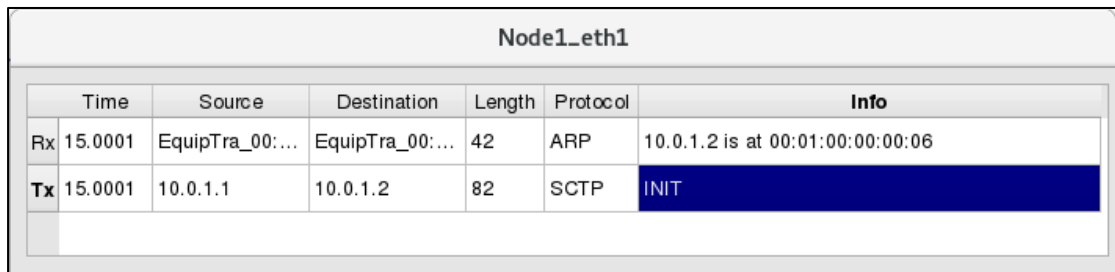 Node1_eth1
Time Source Destination Length Protocol Info
Rx 15.0001 EquipTra_00:... EquipTra_00:... 42 ARP 10.0.1.2 is at 00:01:00:00:00:06
Tx 15.0001 10.0.1.1 10.0.1.2 82 SCTP INIT